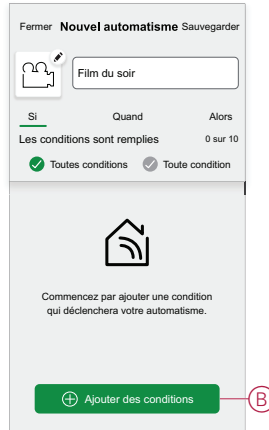 Fermer Nouvel automatisme Sauvegarder
Film du soir
Si Quand Alors
Les conditions sont remplies 0 sur 10
Toutes conditions Toute condition
Commencez par ajouter une condition
qui déclenchera votre automatisme.
Ajouter des conditions B